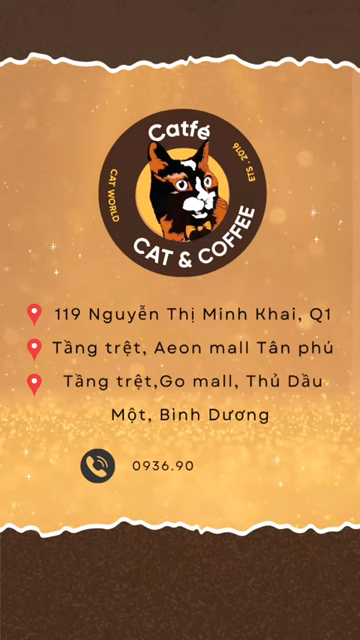 Catfé
CAT WORLD
ETS. 2016
CAT & COFFEE
119 Nguyễn Thị Minh Khai, Q1
Tầng trệt, Aeon mall Tân phú
Tầng trệt,Go mall, Thủ Dầu
Một, Bình Dương
0936.90